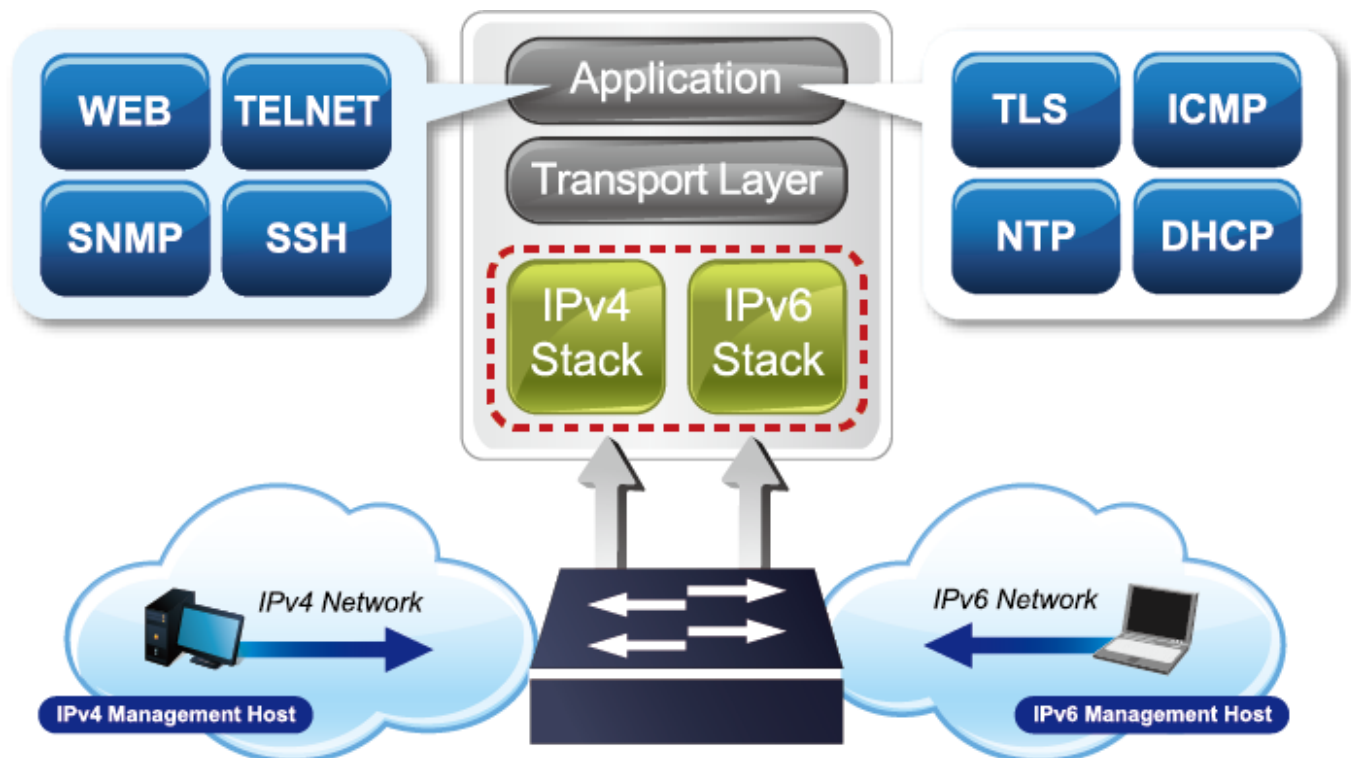 WEB
TELNET
SNMP
SSH
Application
Transport Layer
IPv4
Stack
IPv6
Stack
TLS
ICMP
NTP
DHCP
IPv4 Network
IPv4 Management Host
IPv6 Network
IPv6 Management Host